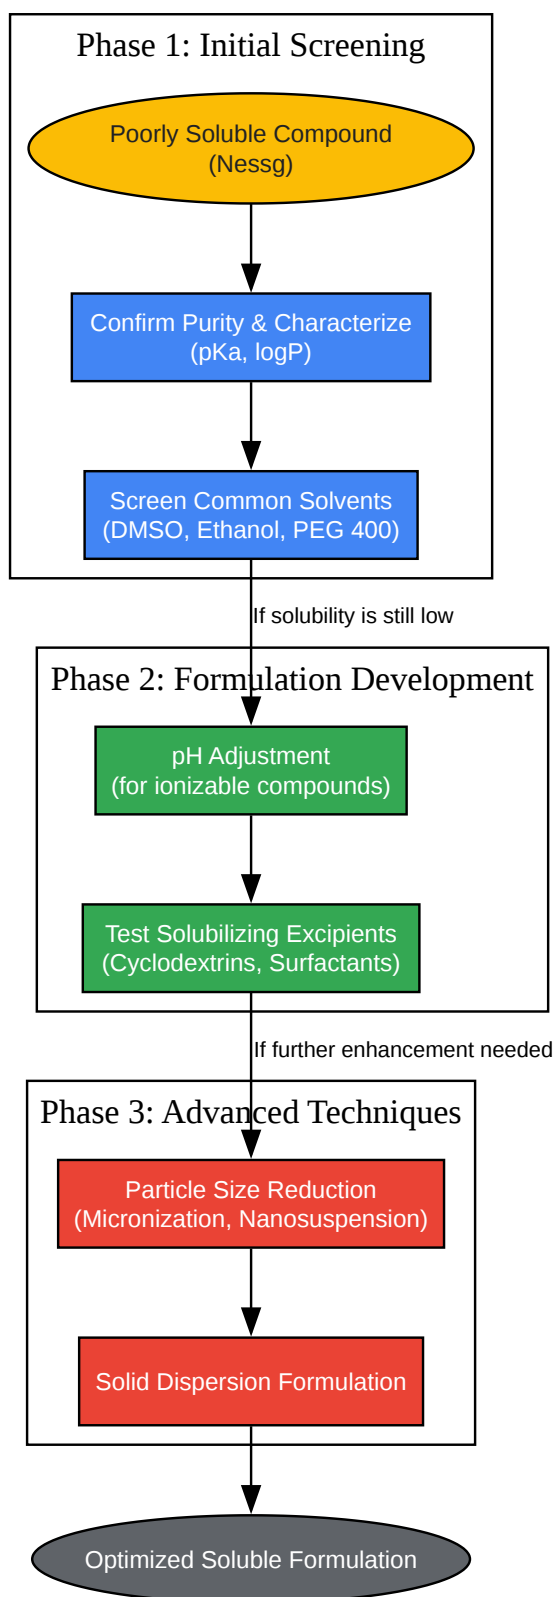 Phase 1: Initial Screening
Poorly Soluble Compound
(Nessg)
Confirm Purity & Characterize
(pKa, logP)
Screen Common Solvents
(DMSO, Ethanol, PEG 400)
If solubility is still low
Phase 2: Formulation Development
pH Adjustment
(for ionizable compounds)
Test Solubilizing Excipients
(Cyclodextrins, Surfactants)
If further enhancement needed
Phase 3: Advanced Techniques
Particle Size Reduction
(Micronization, Nanosuspension)
Solid Dispersion Formulation
Optimized Soluble Formulation